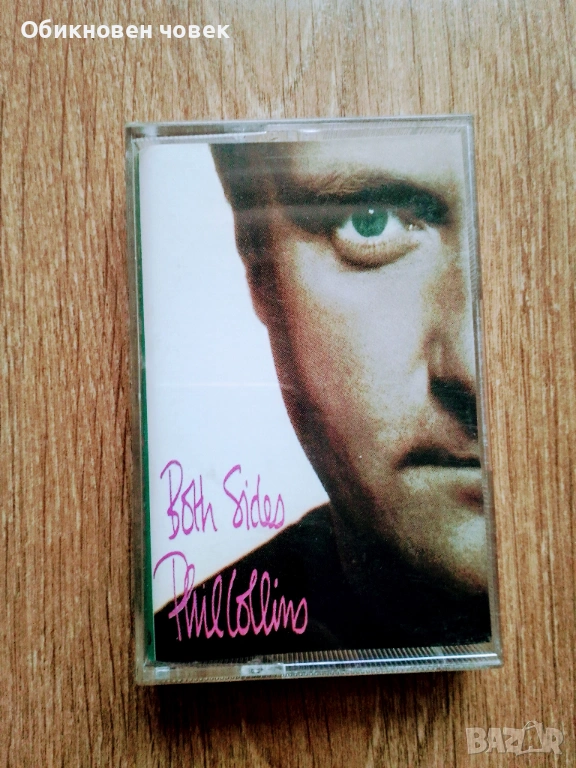 Обикновен човек
Both Sides
Phil Collins
BAZAR